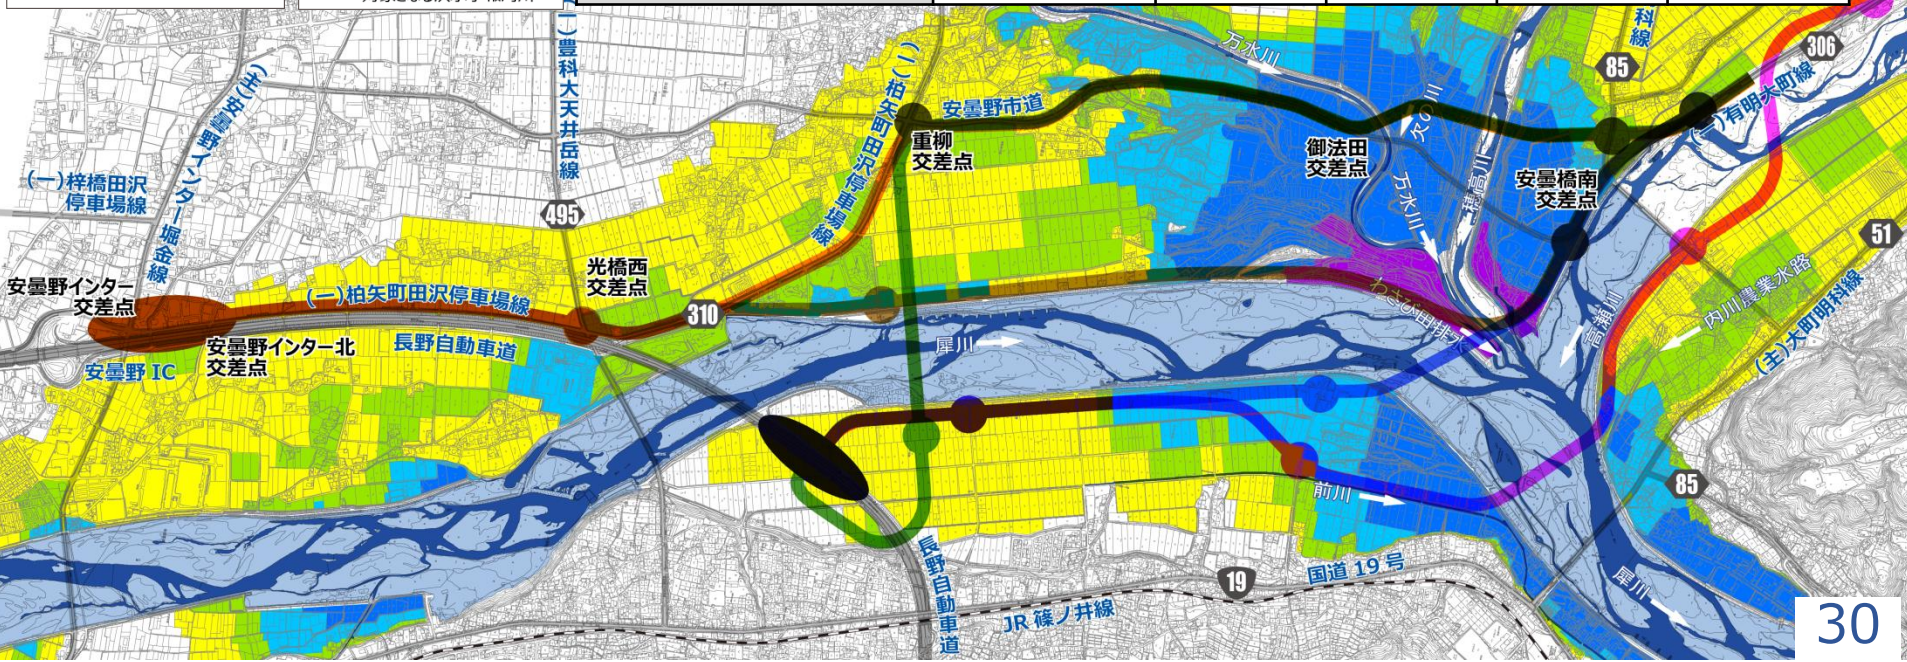 (一)豊科大天井岳線
科線
306
85
万水川
(一)柏矢町田沢停車場線
安曇野市道
(一)有明大町線
欠の川
重柳
交差点
御法田
交差点
穂高川
安曇橋南
交差点
万水川
(主)安曇野インター堀金線
(一)梓橋田沢
停車場線
495
51
光橋西
交差点
安曇野インター
交差点
(一)柏矢町田沢停車場線
310
わさび田排水
高瀬川
内川農業水路
(主)大町明科線
安曇野インター北
交差点
長野自動車道
犀川
安曇野 IC
85
前川
長野自動車道
19
国道 19 号
犀川
JR 篠ノ井線
30